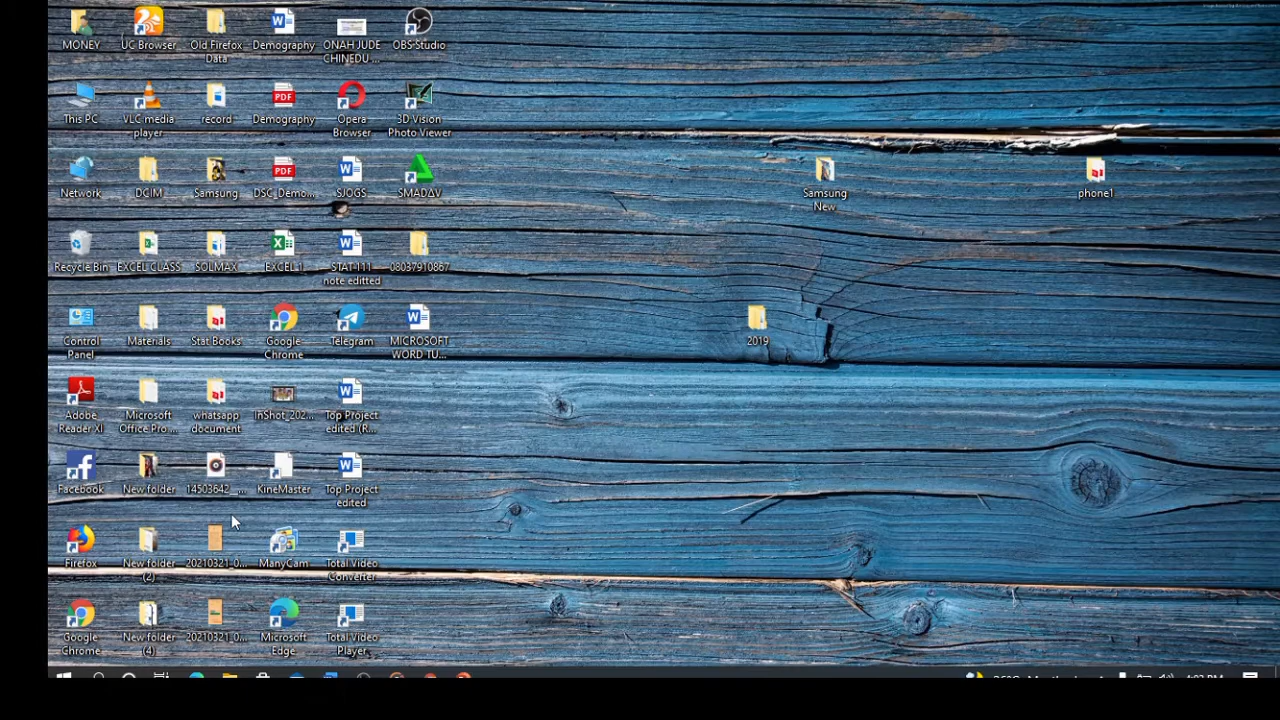 MONEY
UC Browser
Old Firefox
Data
Demography
ONAH JUDE
CHINEDU ...
OBS Studio
This PC
VLC media
player
record
Demography
Opera
Browser
3D Vision
Photo Viewer
Network
DCIM
Samsung
DSC_Demo...
SJOGS
SMADΔV
Samsung
New
phone1
Recycle Bin
EXCEL CLASS
SOLMAX
EXCEL 1
STAT 111
note editted
08037910867
Control
Panel
Materials
Stat Books
Google
Chrome
Telegram
MICROSOFT
WORD TU...
2019
Adobe
Reader XI
Microsoft
Office Pro ...
whatsapp
document
InShot_202...
Top Project
edited (R...
Facebook
New folder
14503642__...
KineMaster
Top Project
edited
Firefox
New folder
(2)
20210321_0...
ManyCam
Total Video
Converter
Google
Chrome
New folder
(4)
20210321_0...
Microsoft
Edge
Total Video
Player